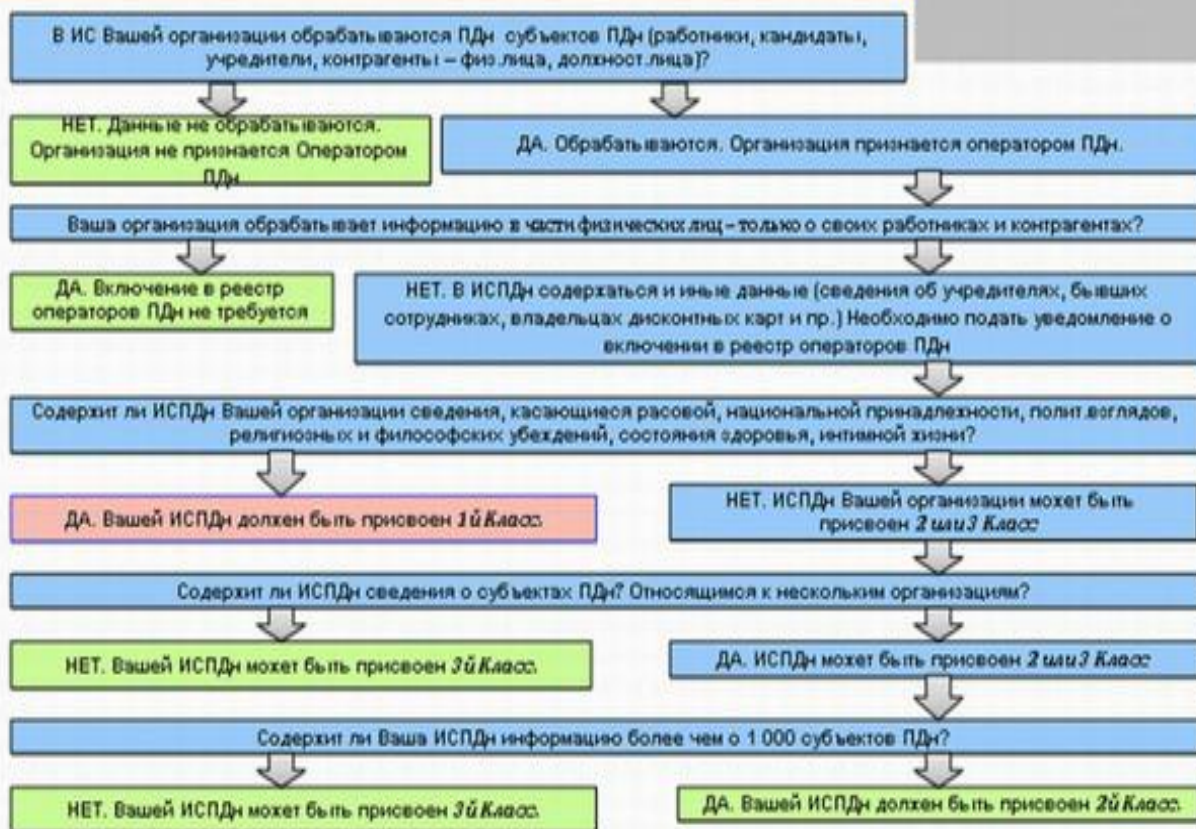 В ИС Вашей организации обрабатываются ПДн субъектов ПДн (работники, кандидаты,
учредители, контрагенты – физ.лица, должност.лица)?
НЕТ. Данные не обрабатываются.
Организация не признается Оператором
ПДн
ДА. Обрабатываются. Организация признается оператором ПДн.
Ваша организация обрабатывает информацию в части физических лиц – только о своих работниках и контрагентах?
ДА. Включение в реестр
операторов ПДн не требуется
НЕТ. В ИСПДн содержаться и иные данные (сведения об учредителях, бывших
сотрудниках, владельцах дисконтных карт и пр.) Необходимо подать уведомление о
включении в реестр операторов ПДн
Содержит ли ИСПДн Вашей организации сведения, касающиеся расовой, национальной принадлежности, полит.взглядов,
религиозных и философских убеждений, состояния здоровья, интимной жизни?
ДА. Вашей ИСПДн должен быть присвоен 1й Класс.
НЕТ. ИСПДн Вашей организации может быть
присвоен 2 или 3 Класс
Содержит ли ИСПДн сведения о субъектах ПДн? Относящимся к нескольким организациям?
НЕТ. Вашей ИСПДн может быть присвоен 3й Класс.
ДА. ИСПДн может быть присвоен 2 или 3 Класс
Содержит ли Ваша ИСПДн информацию более чем о 1 000 субъектов ПДн?
НЕТ. Вашей ИСПДн может быть присвоен 3й Класс.
ДА. Вашей ИСПДн должен быть присвоен 2й Класс.